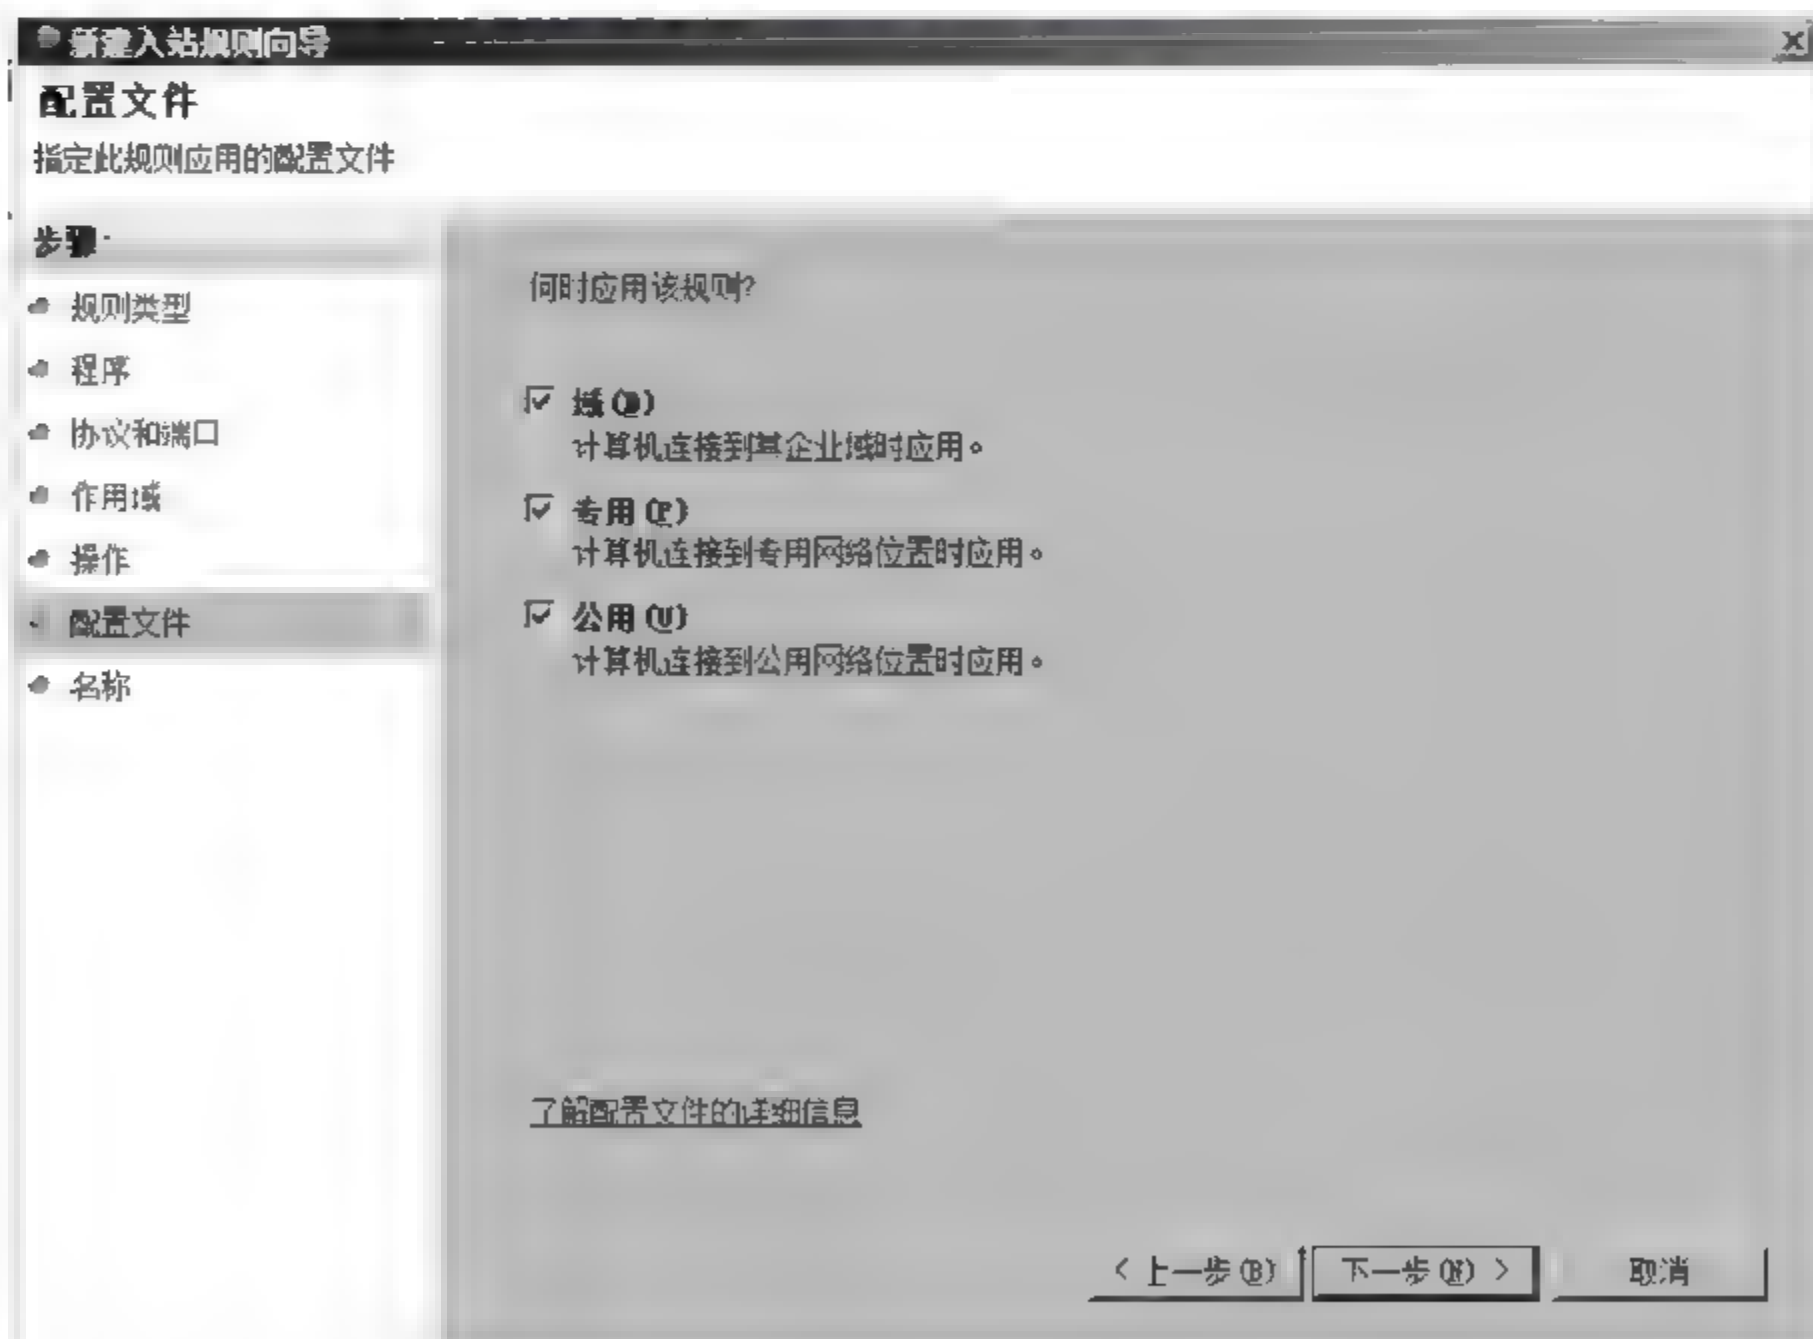 新建入站规则向导
配置文件
指定此规则应用的配置文件
步骤:
规则类型
程序
协议和端口
作用域
操作
配置文件
名称
何时应用该规则?
域(D)
计算机连接到其企业域时应用。
专用(P)
计算机连接到专用网络位置时应用。
公用(U)
计算机连接到公用网络位置时应用。
了解配置文件的详细信息
< 上一步(B)
下一步(N) >
取消